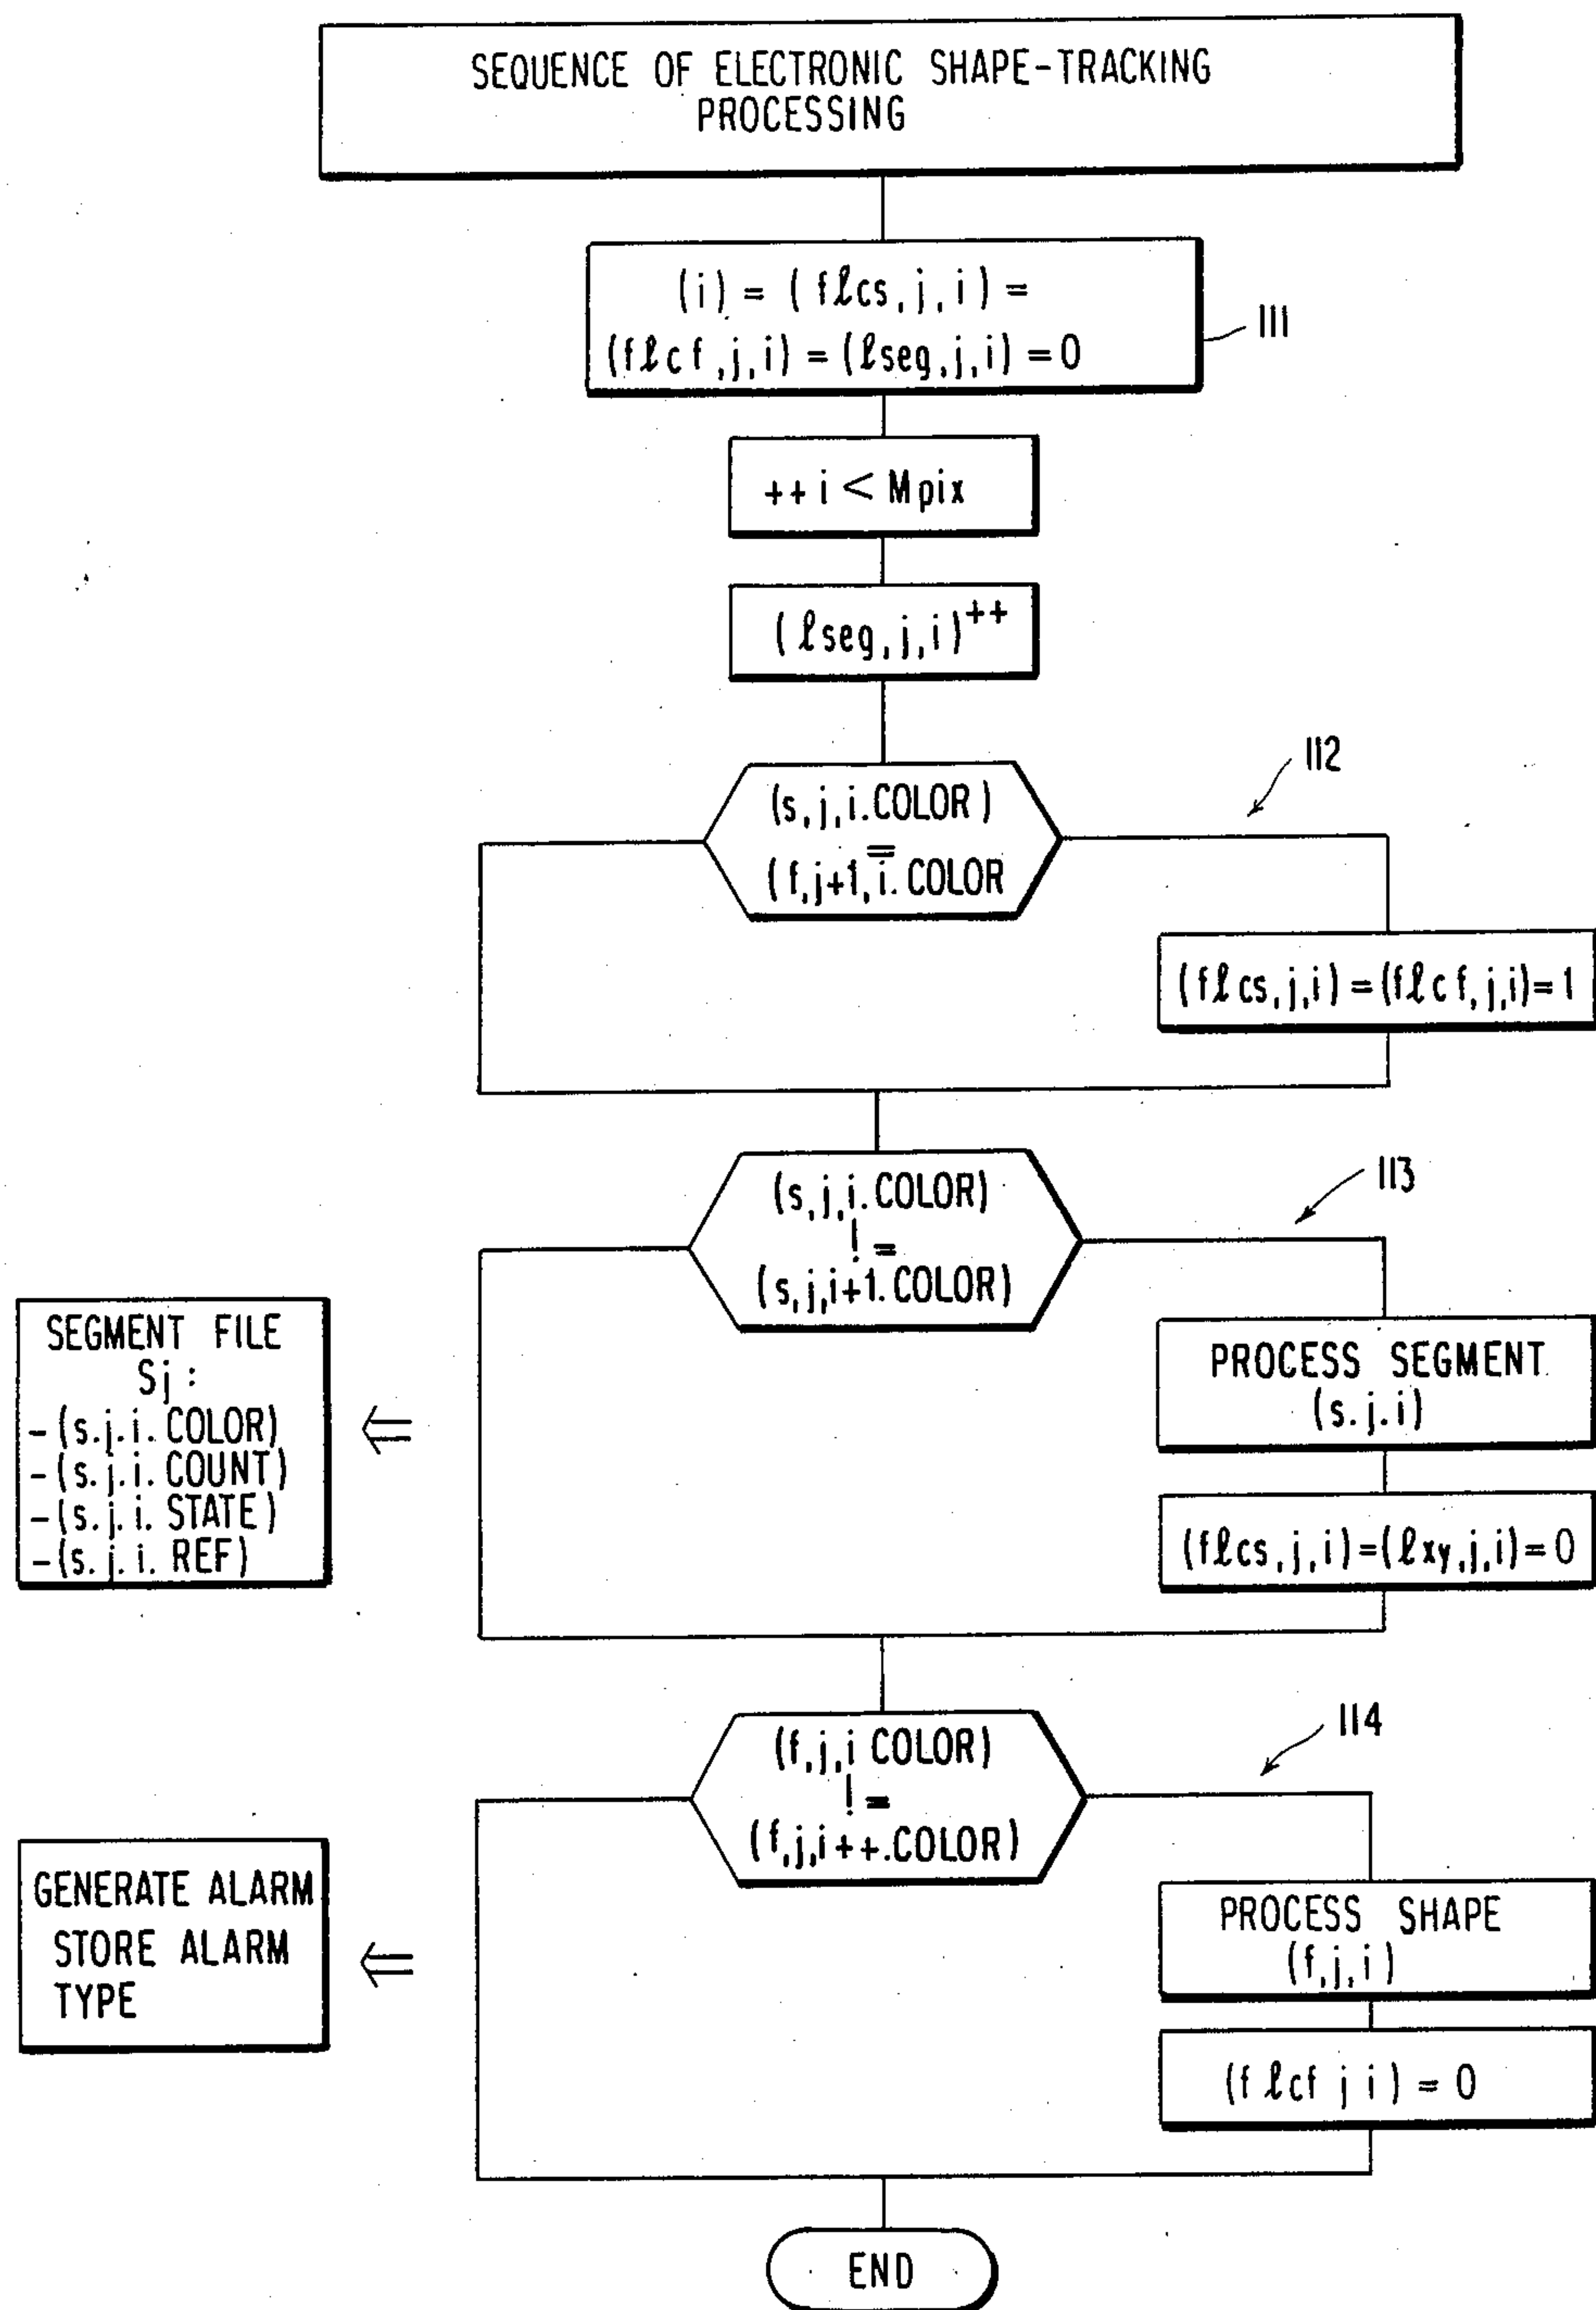 SEQUENCE OF ELECTRONIC SHAPE-TRACKING
PROCESSING
(i) = (fℓcs, j, i) =
(fℓcf, j, i) = (ℓseg, j, i) = 0
111
++i < Mpix
(ℓseg, j, i)++
112
(s, j, i. COLOR)
=
(f, j+1, i. COLOR
(fℓcs, j, i) = (fℓcf, j, i) = 1
113
(s, j, i. COLOR)
! =
(s, j, i+1. COLOR)
SEGMENT FILE
Sj :
-(s. j. i. COLOR)
-(s. j. i. COUNT)
-(s. j. i. STATE)
-(s. j. i. REF)
⇐
PROCESS SEGMENT
(s. j. i)
(fℓcs, j, i) = (ℓxy, j, i) = 0
114
(f, j, i COLOR)
! =
(f, j, i++. COLOR)
GENERATE ALARM
STORE ALARM
TYPE
⇐
PROCESS SHAPE
(f, j, i)
(f ℓcf j i) = 0
END